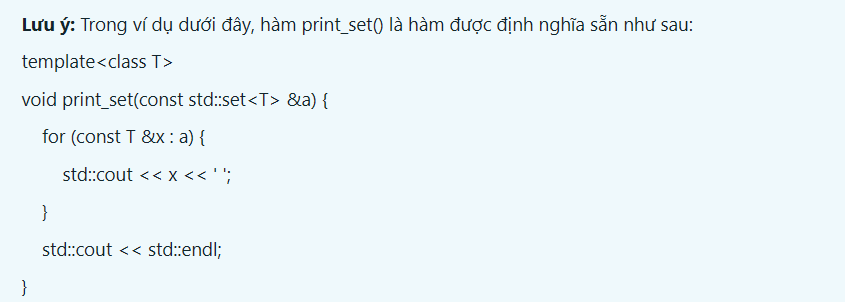 Lưu ý: Trong ví dụ dưới đây, hàm print_set() là hàm được định nghĩa sẵn như sau:
template<class T>
void print_set(const std::set<T> &a) {
for (const T &x : a) {
std::cout << x << ' ';
}
std::cout << std::endl;
}